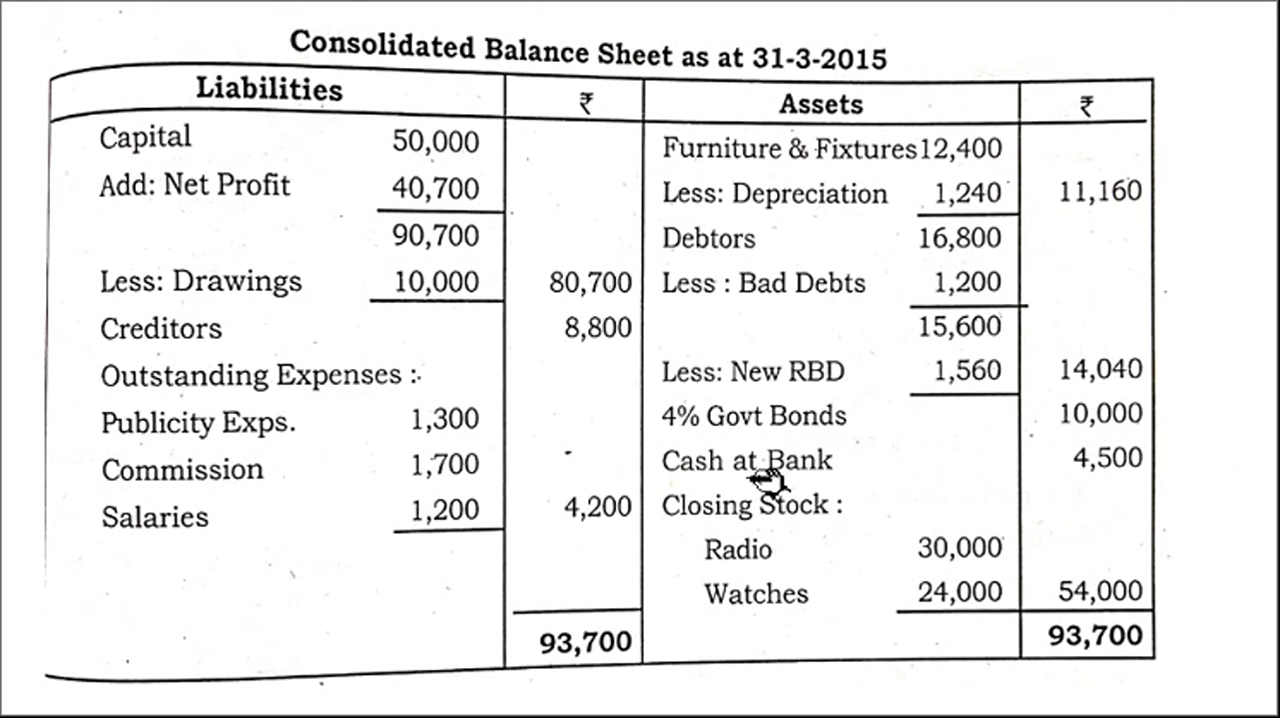 Consolidated Balance Sheet as at 31-3-2015
Liabilities ₹ Assets ₹
Capital 50,000 Furniture & Fixtures 12,400
Add: Net Profit 40,700 Less: Depreciation 1,240 11,160
90,700 Debtors 16,800
Less: Drawings 10,000 80,700 Less : Bad Debts 1,200
Creditors 8,800 15,600
Outstanding Expenses : Less: New RBD 1,560 14,040
Publicity Exps. 1,300 4% Govt Bonds 10,000
Commission 1,700 Cash at Bank 4,500
Salaries 1,200 4,200 Closing Stock :
Radio 30,000
Watches 24,000 54,000
93,700 93,700